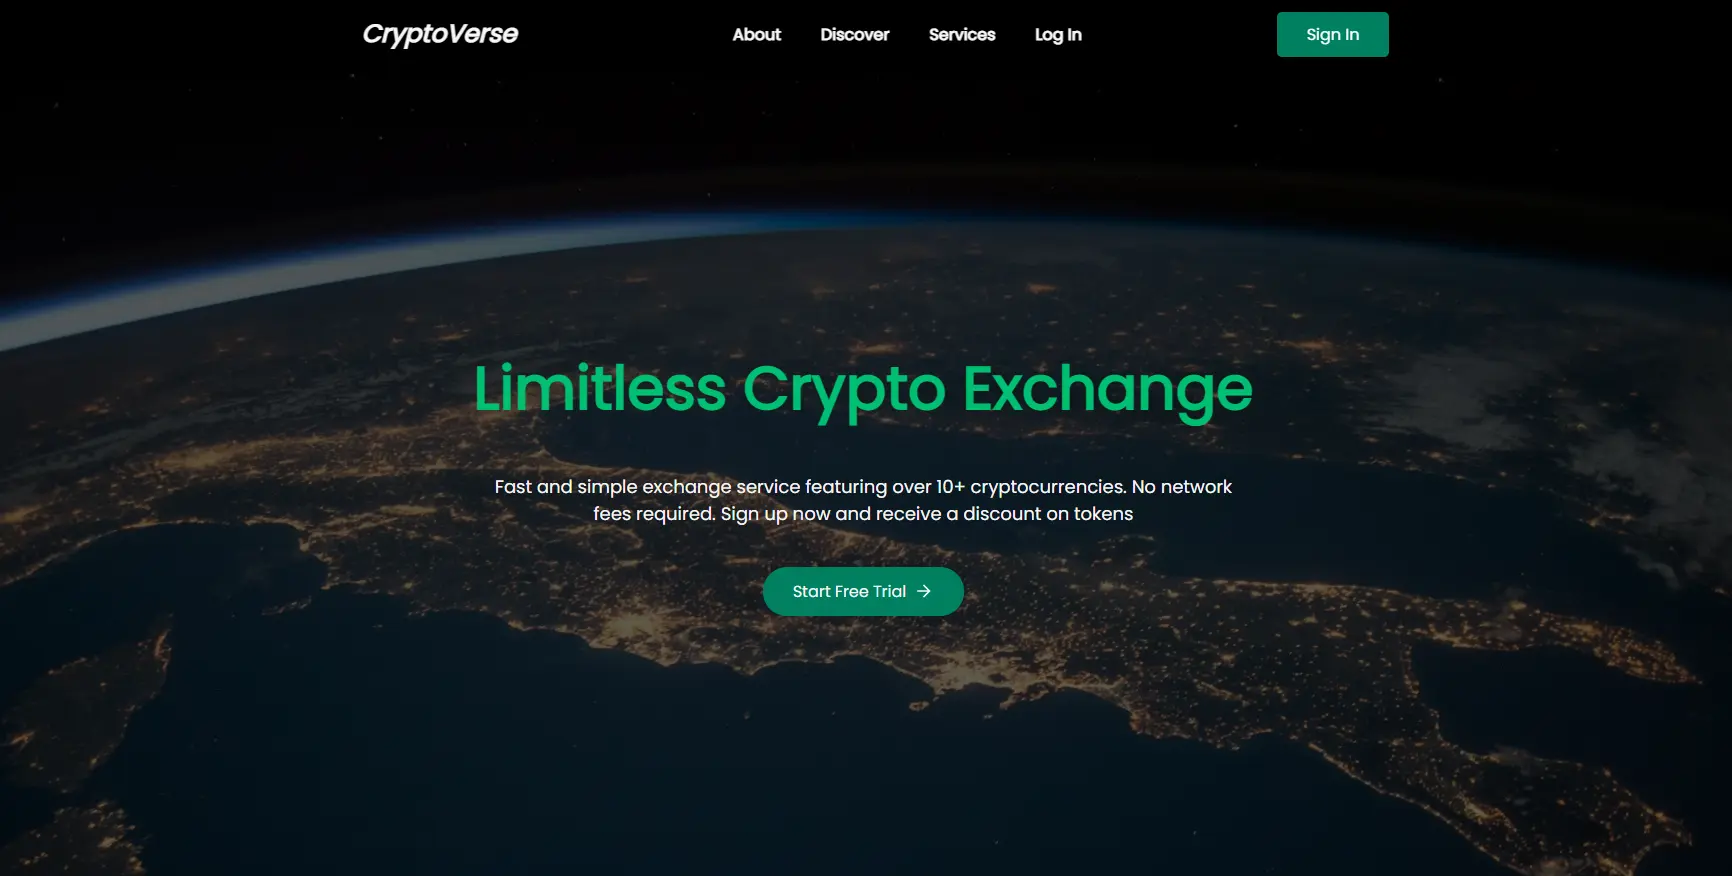 CryptoVerse
About
Discover
Services
Log In
Sign In
Limitless Crypto Exchange
Fast and simple exchange service featuring over 10+ cryptocurrencies. No network
fees required. Sign up now and receive a discount on tokens
Start Free Trial →